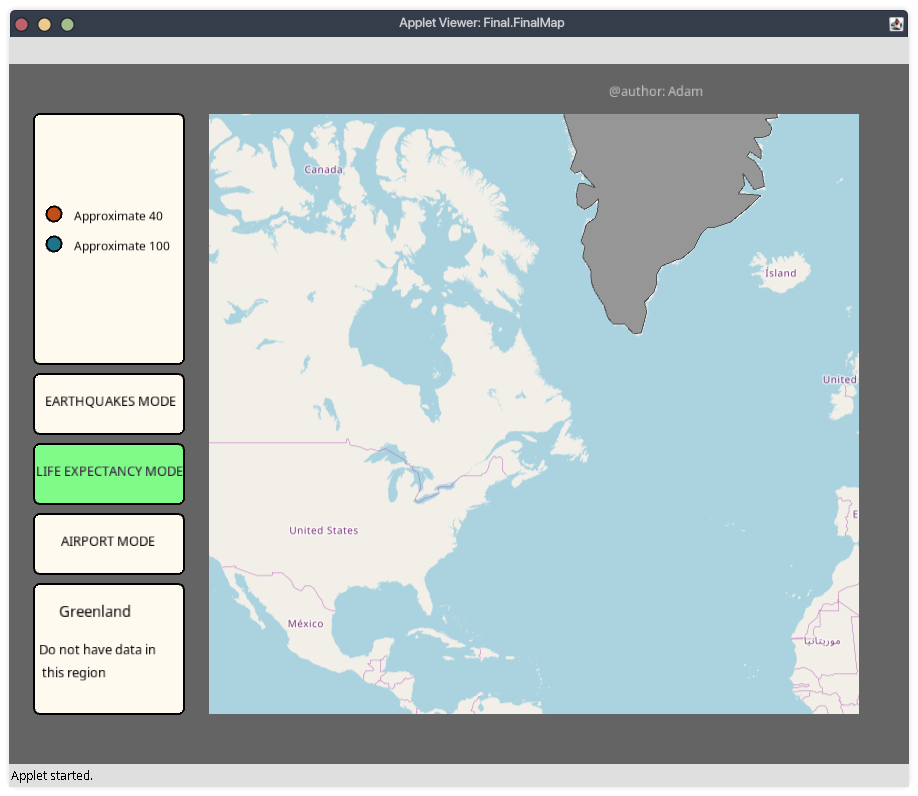 Applet Viewer: Final.FinalMap
@author: Adam
Approximate 40
Approximate 100
EARTHQUAKES MODE
LIFE EXPECTANCY MODE
AIRPORT MODE
Greenland
Do not have data in
this region
Canada
Ísland
United
United States
E
México
موريتانيا
Applet started.